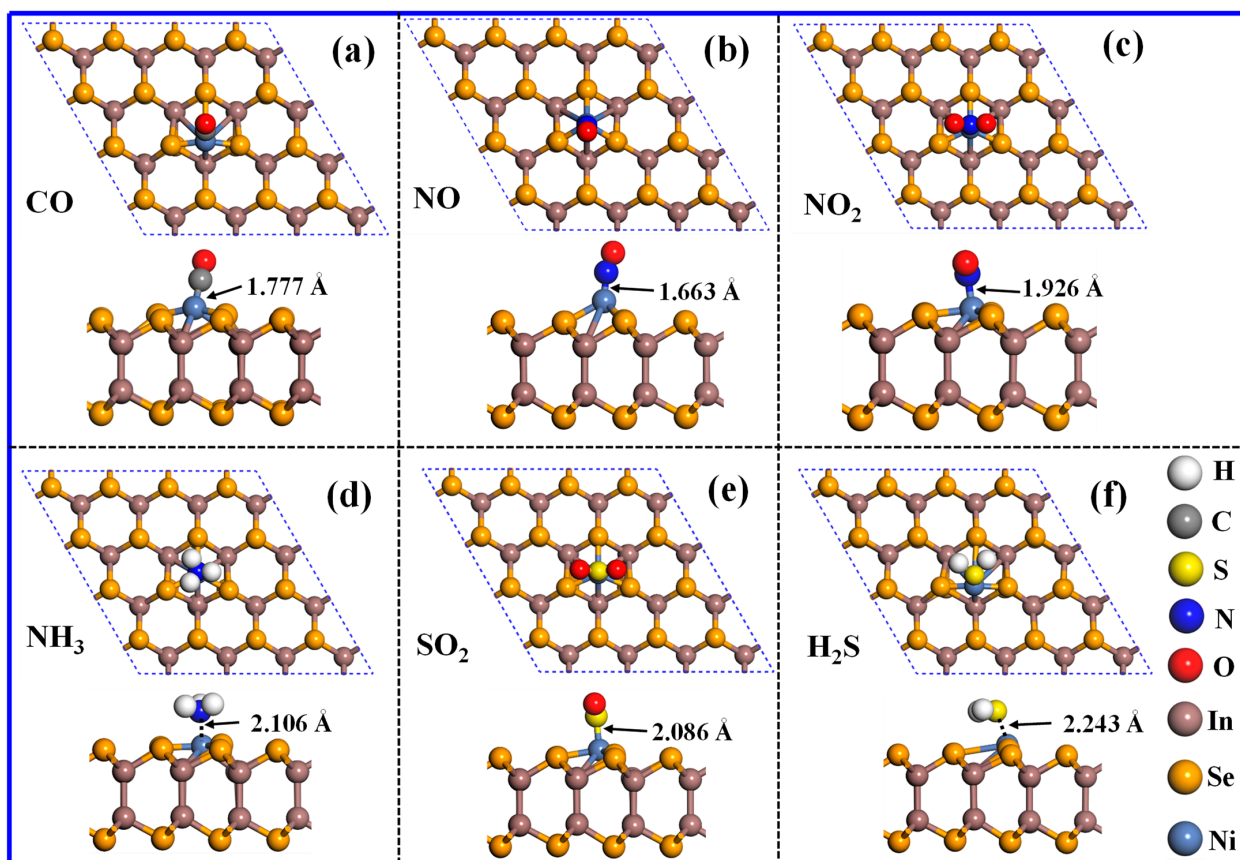 (a)
CO
1.777 Å
(b)
NO
1.663 Å
(c)
NO₂
1.926 Å
(d)
NH₃
2.106 Å
(e)
SO₂
2.086 Å
(f)
H₂S
2.243 Å
H
C
S
N
O
In
Se
Ni